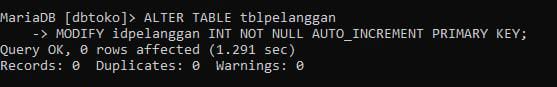 MariaDB [dbtoko]> ALTER TABLE tblpelanggan
    -> MODIFY idpelanggan INT NOT NULL AUTO_INCREMENT PRIMARY KEY;
Query OK, 0 rows affected (1.291 sec)
Records: 0  Duplicates: 0  Warnings: 0